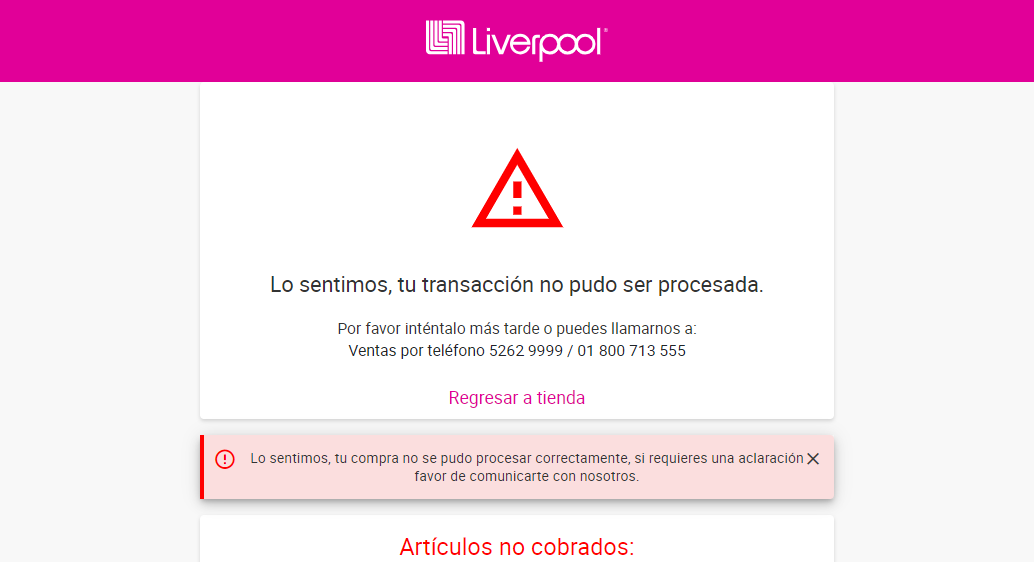 Liverpool
Lo sentimos, tu transacción no pudo ser procesada.
Por favor inténtalo más tarde o puedes llamarnos a:
Ventas por teléfono 5262 9999 / 01 800 713 555
Regresar a tienda
Lo sentimos, tu compra no se pudo procesar correctamente, si requieres una aclaración
favor de comunicarte con nosotros.
Artículos no cobrados: